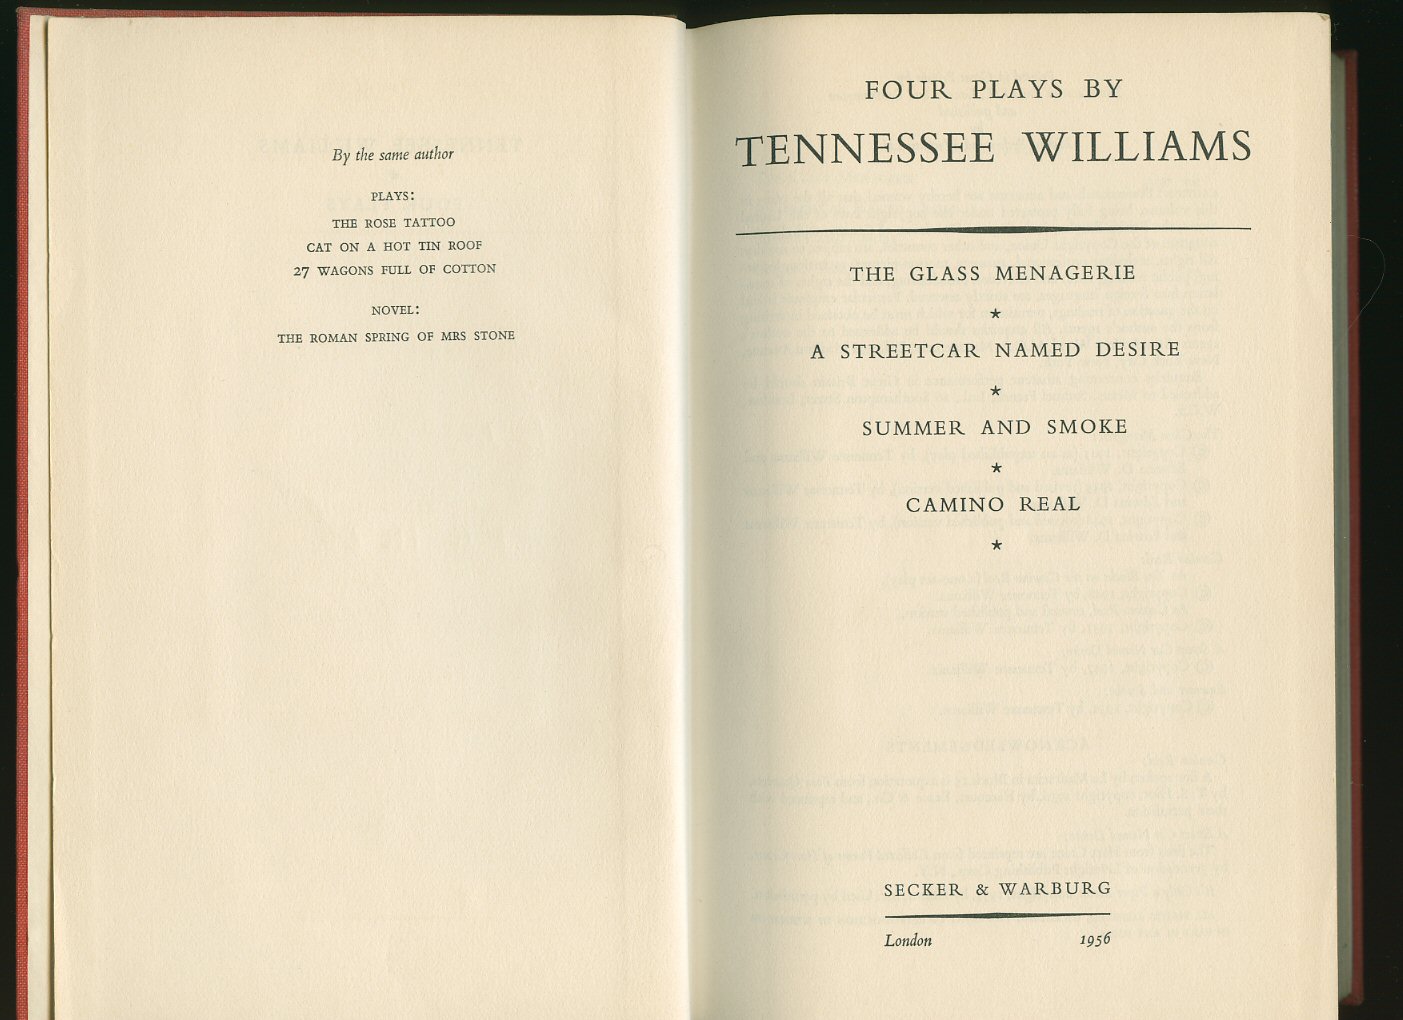 By the same author
PLAYS:
THE ROSE TATTOO
CAT ON A HOT TIN ROOF
27 WAGONS FULL OF COTTON
NOVEL:
THE ROMAN SPRING OF MRS STONE
FOUR PLAYS BY
TENNESSEE WILLIAMS
THE GLASS MENAGERIE
★
A STREETCAR NAMED DESIRE
★
SUMMER AND SMOKE
★
CAMINO REAL
★
SECKER & WARBURG
London 1956